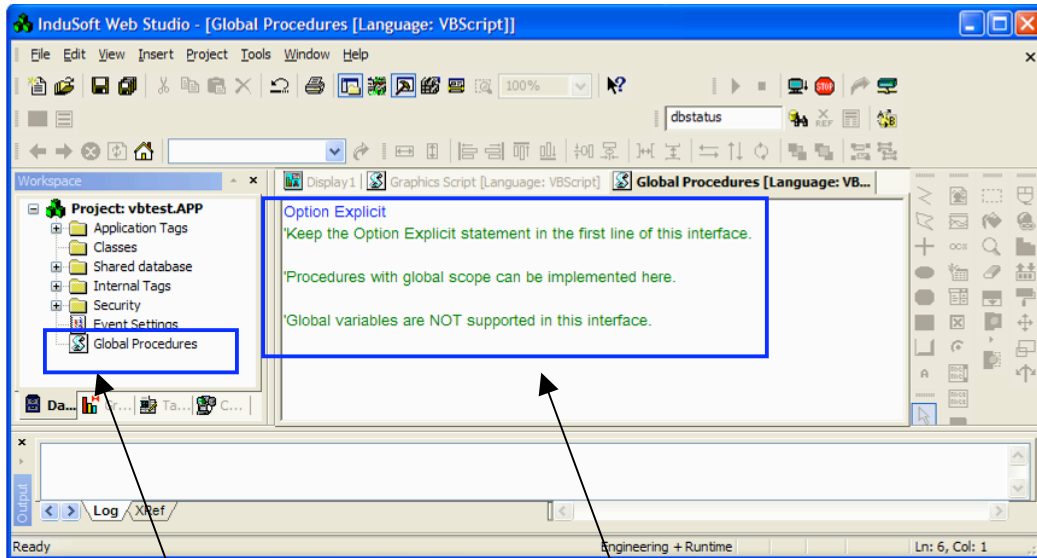 InduSoft Web Studio - [Global Procedures [Language: VBScript]]
File Edit View Insert Project Tools Window Help
100%
STOP
dbstatus
XREF
Workspace
Display1
Graphics Script [Language: VBScript]
Global Procedures [Language: VB...
Project: vbtest.APP
Application Tags
Classes
Shared database
Internal Tags
Security
Event Settings
Global Procedures
Option Explicit
'Keep the Option Explicit statement in the first line of this interface.
'Procedures with global scope can be implemented here.
'Global variables are NOT supported in this interface.
Da...
Ta...
C...
Output
Log
XRef
Ready
Engineering + Runtime
Ln: 6, Col: 1